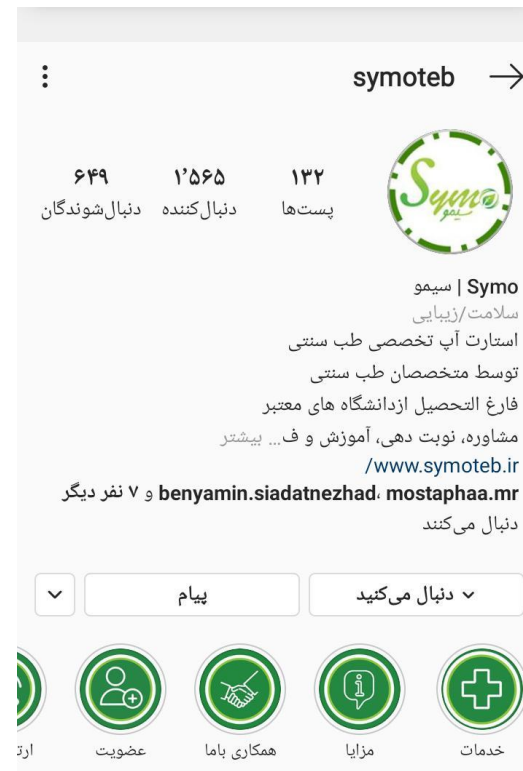 symoteb
۱۳۲ ۱٬۵۶۵ ۶۴۹
پست‌ها دنبال‌کننده دنبال‌شوندگان
Symo
سیمو
Symo | سیمو
سلامت/زیبایی
استارت آپ تخصصی طب سنتی
توسط متخصصان طب سنتی
فارغ التحصیل ازدانشگاه های معتبر
مشاوره، نوبت دهی، آموزش و ف... بیشتر
www.symoteb.ir/
benyamin.siadatnezhad، mostaphaa.mr و ۷ نفر دیگر
دنبال می‌کنند
دنبال می‌کنید
پیام
خدمات مزایا همکاری باما عضویت ارت